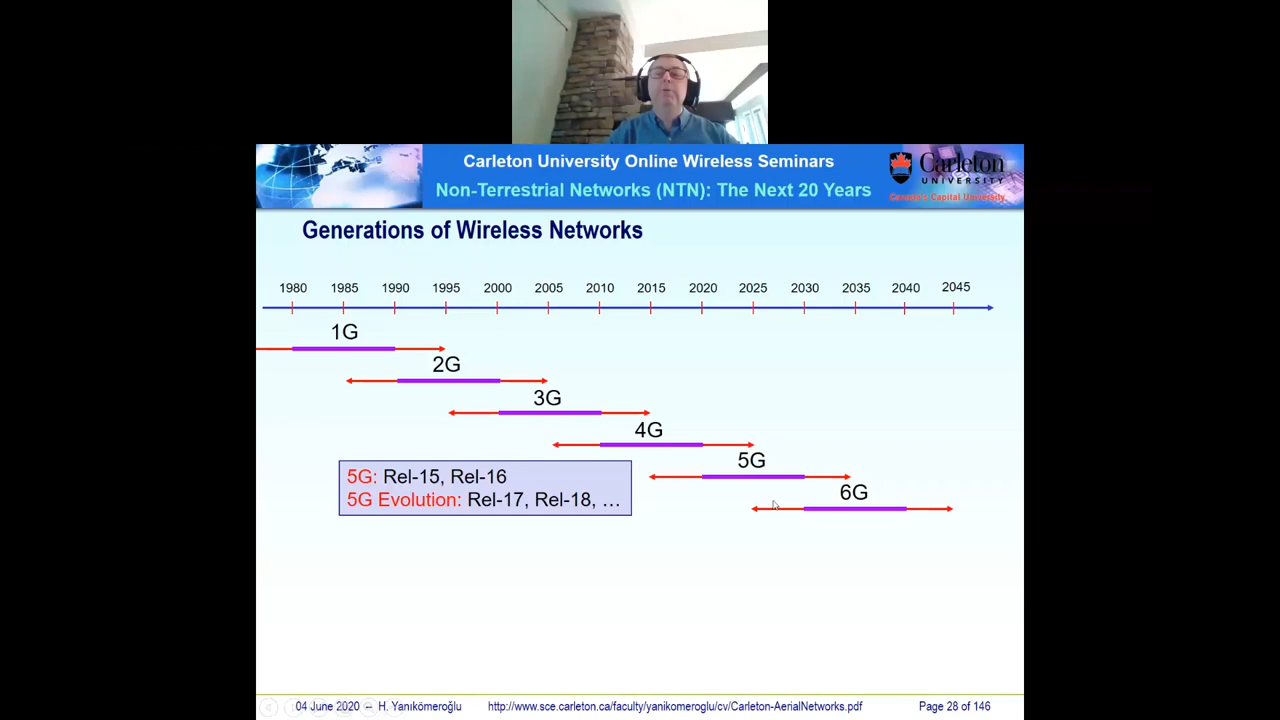 Carleton University Online Wireless Seminars
Non-Terrestrial Networks (NTN): The Next 20 Years
Carleton
UNIVERSITY
Canada's Capital University
Generations of Wireless Networks
1980 1985 1990 1995 2000 2005 2010 2015 2020 2025 2030 2035 2040 2045
1G
2G
3G
4G
5G
6G
5G: Rel-15, Rel-16
5G Evolution: Rel-17, Rel-18, …
04 June 2020 – H. Yanıkömeroğlu http://www.sce.carleton.ca/faculty/yanikomeroglu/cv/Carleton-AerialNetworks.pdf Page 28 of 146